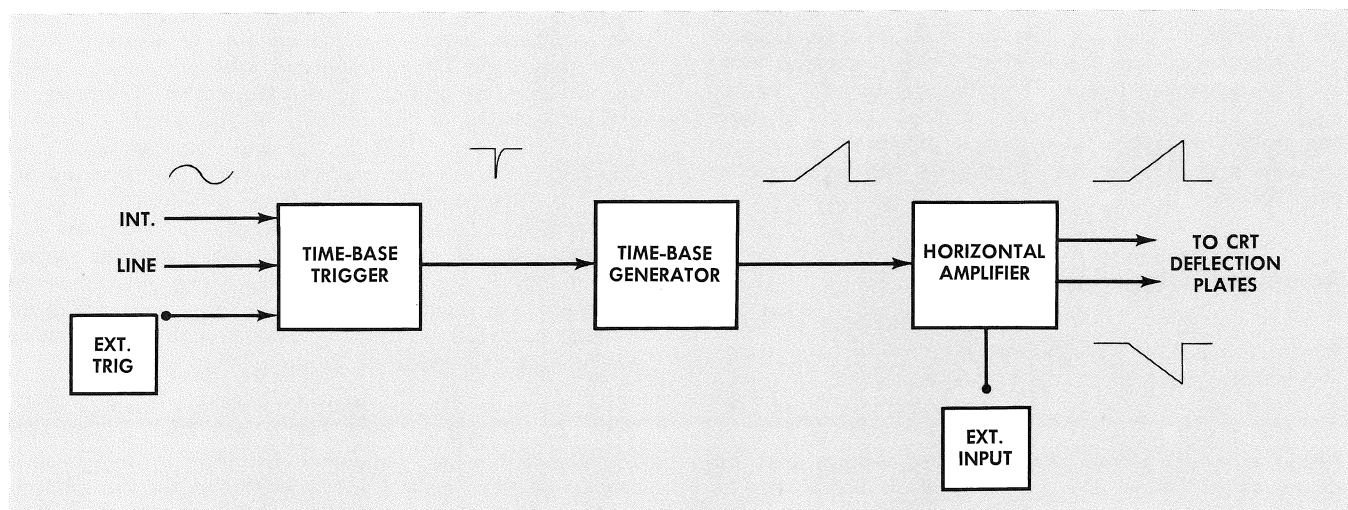 INT.
LINE
EXT.
TRIG
TIME-BASE
TRIGGER
TIME-BASE
GENERATOR
HORIZONTAL
AMPLIFIER
TO CRT
DEFLECTION
PLATES
EXT.
INPUT